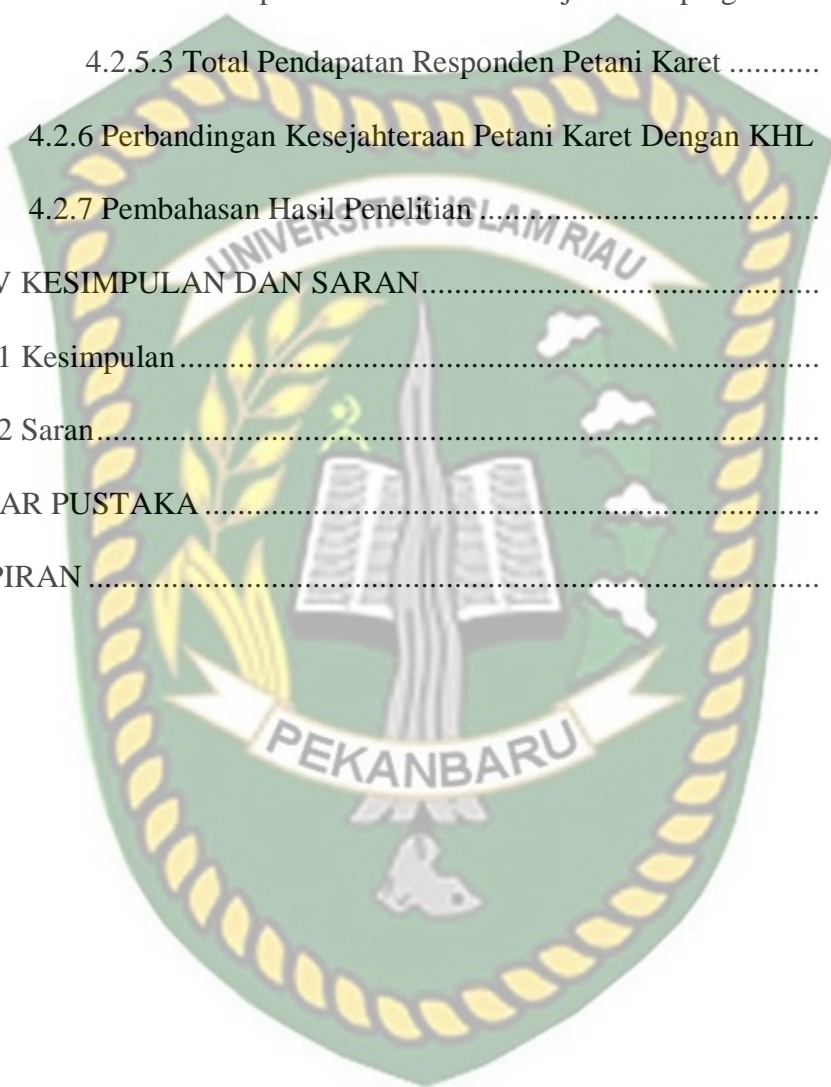 4.2.5.3 Total Pendapatan Responden Petani Karet ...........
4.2.6 Perbandingan Kesejahteraan Petani Karet Dengan KHL
4.2.7 Pembahasan Hasil Penelitian ......................................
UNIVERSITAS ISLAM RIAU
V KESIMPULAN DAN SARAN............................................
1 Kesimpulan.......................................................................
2 Saran................................................................................
AR PUSTAKA ....................................................................
PIRAN ................................................................................
PEKANBARU